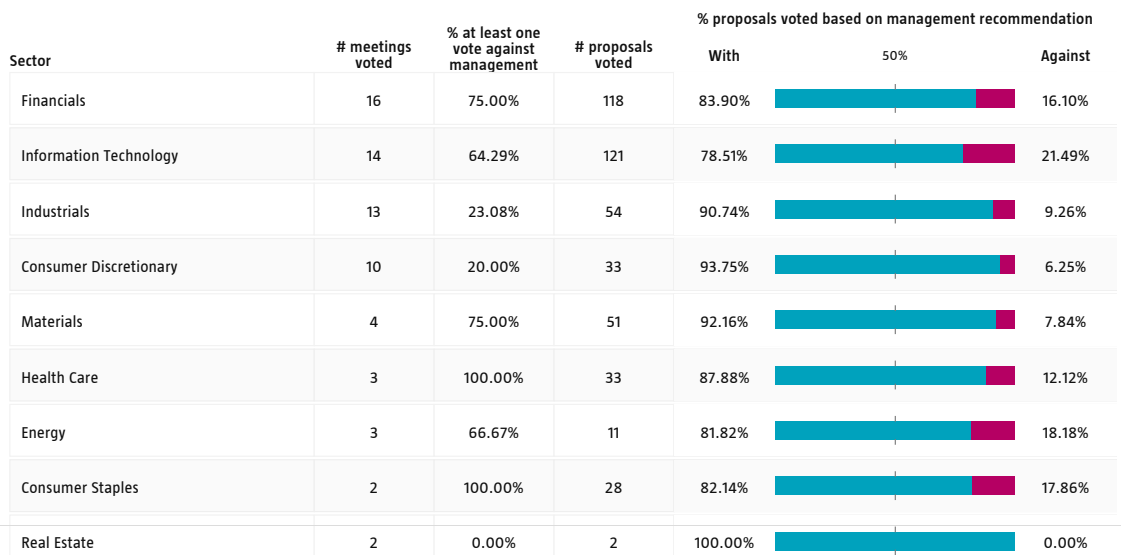 % proposals voted based on management recommendation
Sector
# meetings voted
% at least one vote against management
# proposals voted
With
50%
Against
Financials 16 75.00% 118 83.90% 16.10%
Information Technology 14 64.29% 121 78.51% 21.49%
Industrials 13 23.08% 54 90.74% 9.26%
Consumer Discretionary 10 20.00% 33 93.75% 6.25%
Materials 4 75.00% 51 92.16% 7.84%
Health Care 3 100.00% 33 87.88% 12.12%
Energy 3 66.67% 11 81.82% 18.18%
Consumer Staples 2 100.00% 28 82.14% 17.86%
Real Estate 2 0.00% 2 100.00% 0.00%